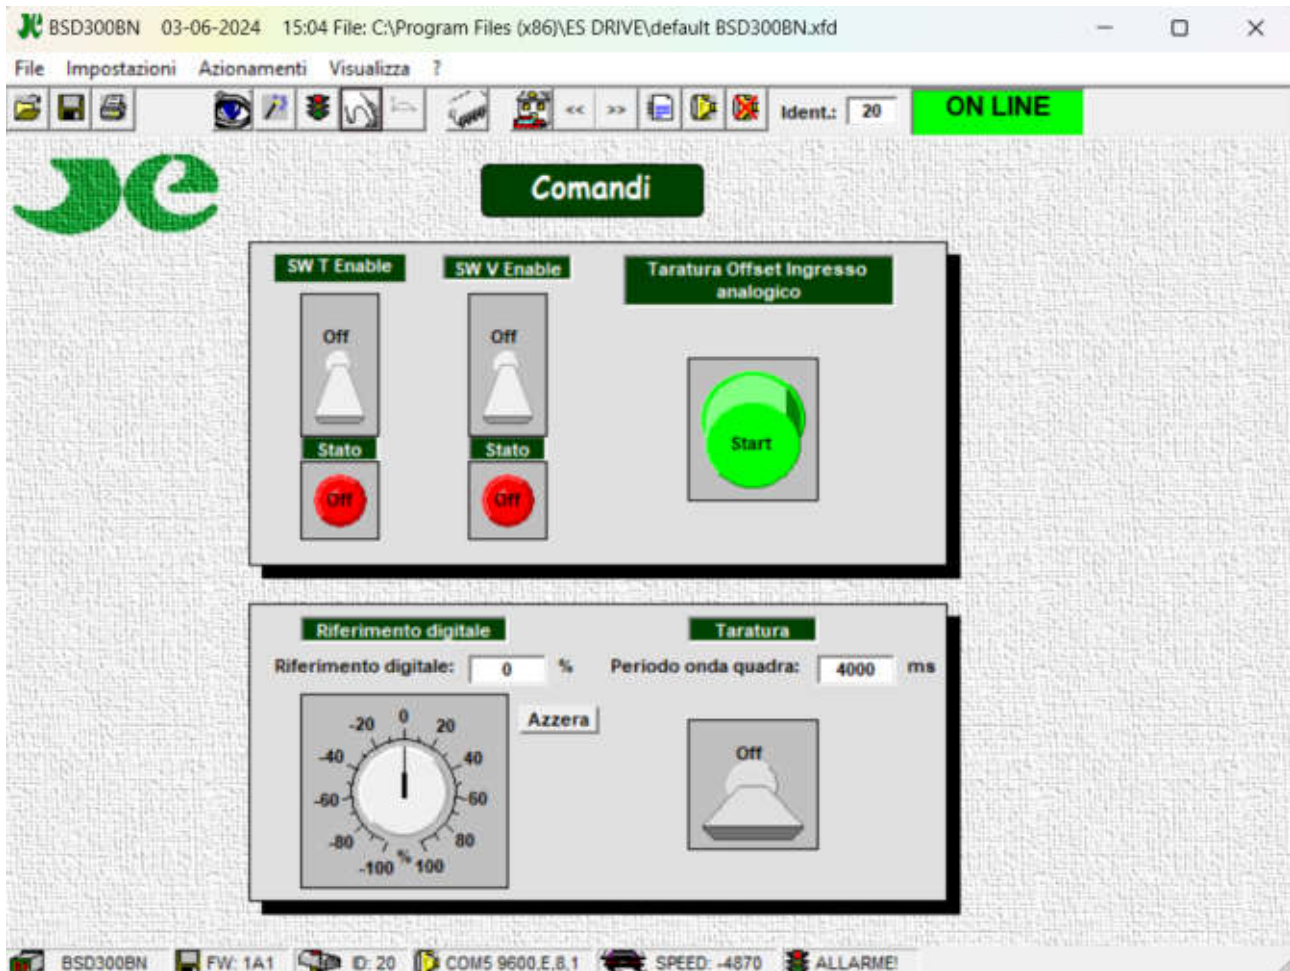 BSD300BN 03-06-2024 15:04 File: C:\Program Files (x86)\ES DRIVE\default BSD300BN.xfd
File Impostazioni Azionamenti Visualizza ?
<< >> Ident.: 20 ON LINE
Comandi
SW T Enable SW V Enable Taratura Offset Ingresso
analogico
Off Off
Start
Stato Stato
Off Off
Riferimento digitale Taratura
Riferimento digitale: 0 % Periodo onda quadra: 4000 ms
Azzera
-20 0 20
-40 40
-60 60
-80 80
-100 % 100
Off
BSD300BN FW: 1A1 ID: 20 COM5 9600,E,8,1 SPEED: -4870 ALLARME!